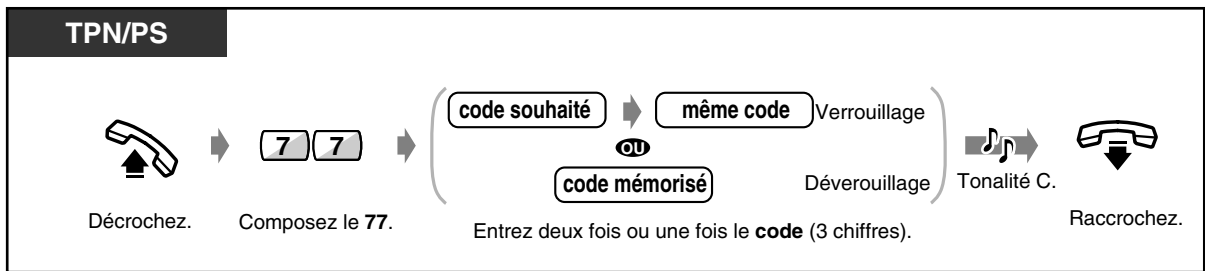 TPN/PS
code souhaité même code Verrouillage
7 7 OU
code mémorisé Déverouillage Tonalité C.
Décrochez. Composez le 77. Entrez deux fois ou une fois le code (3 chiffres). Raccrochez.